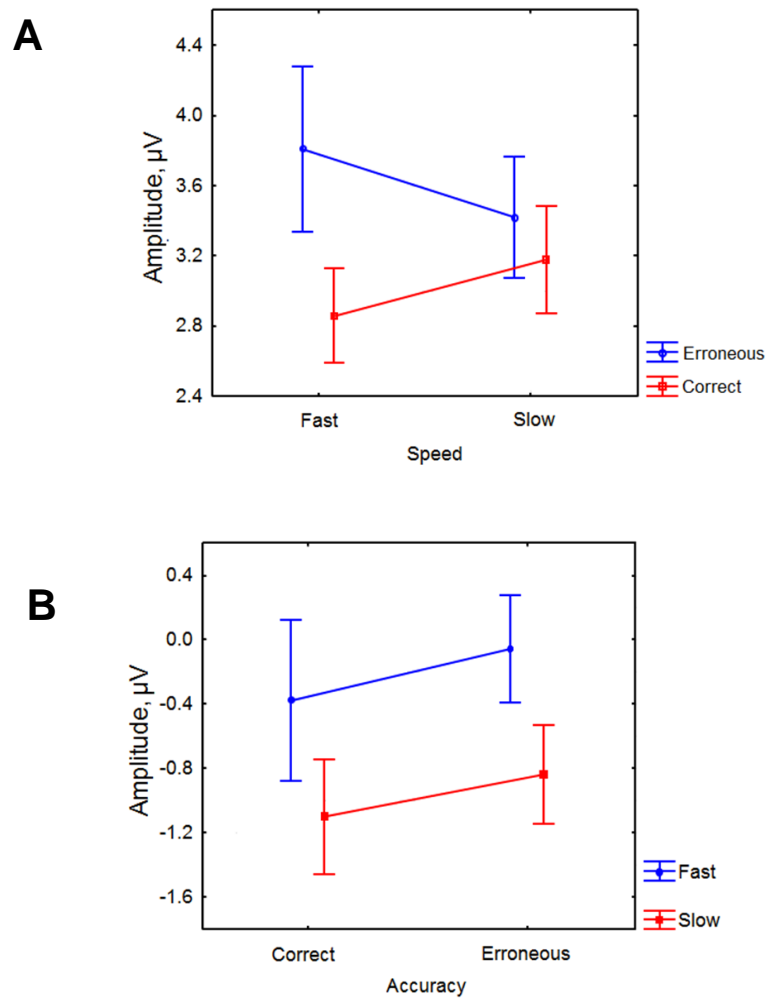 A
4.4
4.0
3.6
3.2
2.8
2.4
Amplitude, µV
Fast Slow
Speed
Erroneous
Correct
B
0.4
0.0
-0.4
-0.8
-1.2
-1.6
Amplitude, µV
Correct Erroneous
Accuracy
Fast
Slow